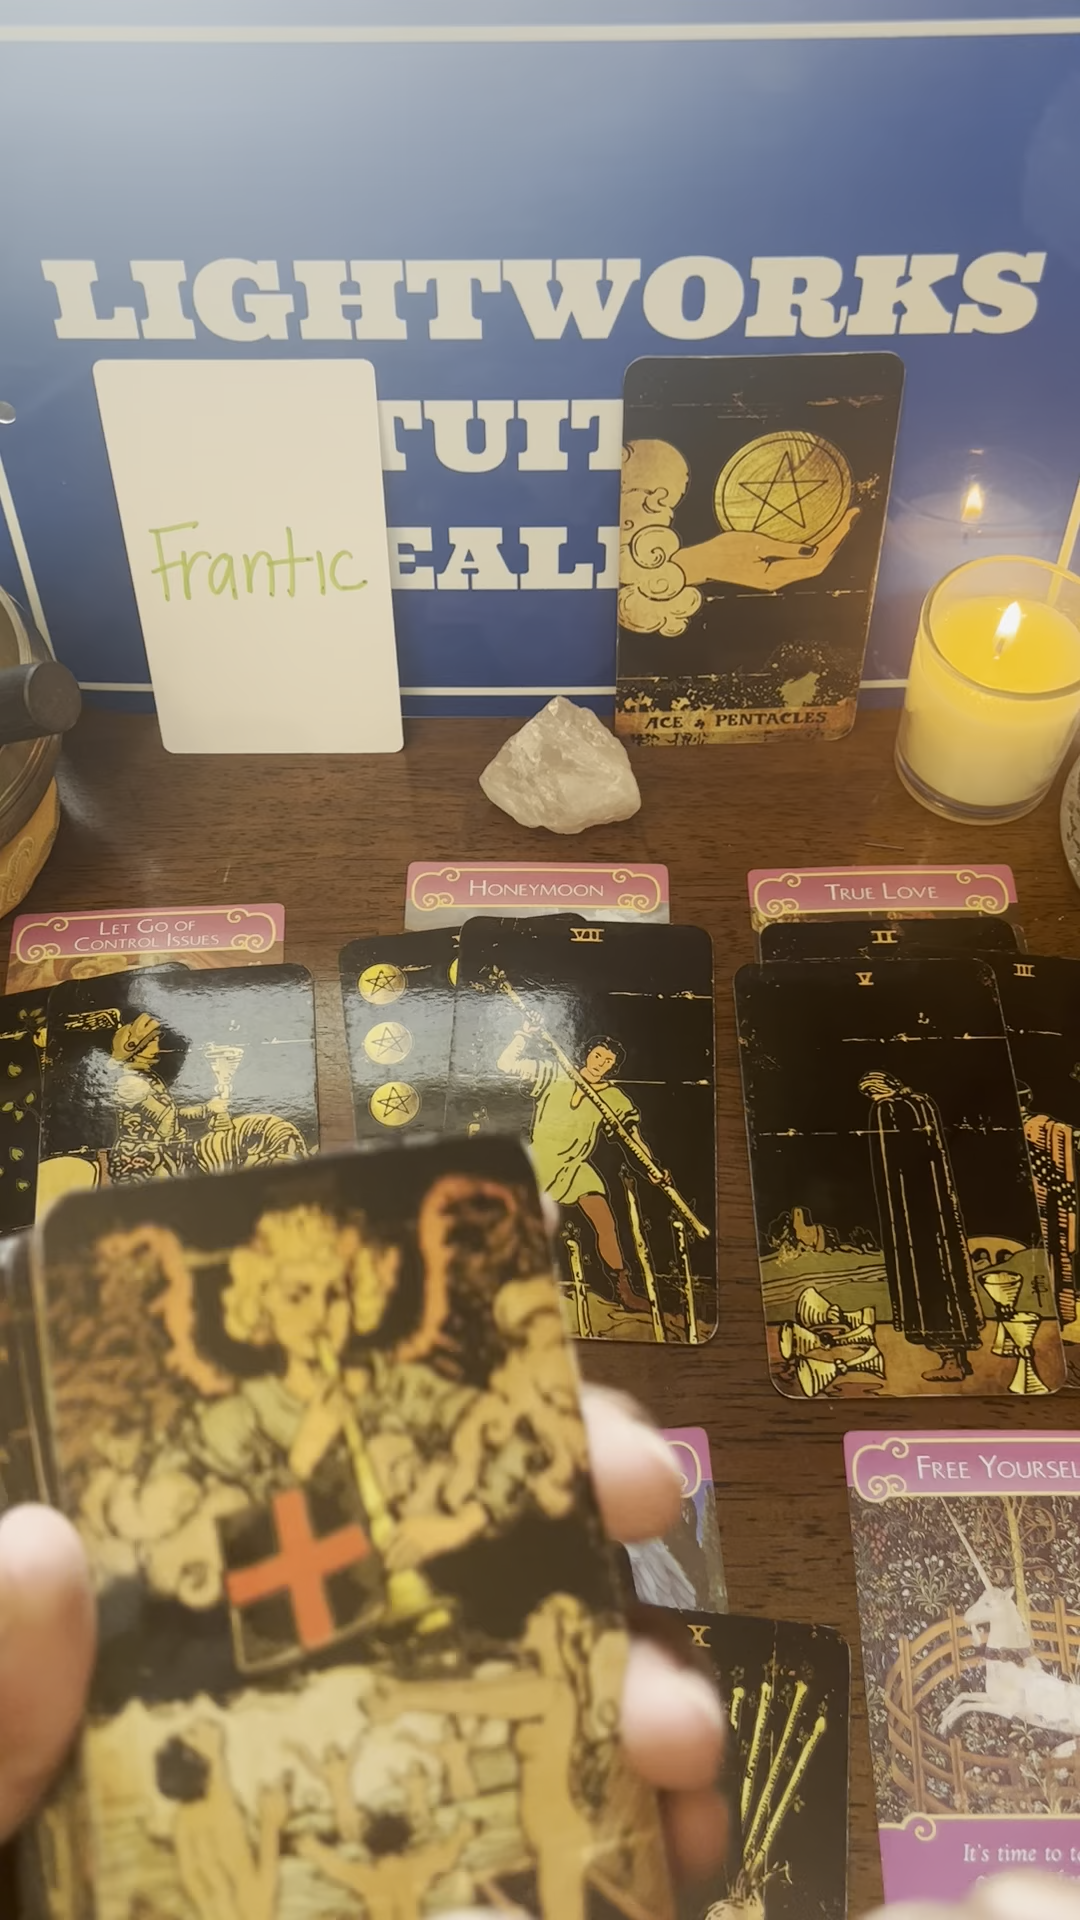 LIGHTWORKS
TUIT
EALI
Frantic
ACE of PENTACLES
HONEYMOON
TRUE LOVE
LET GO OF
CONTROL ISSUES
VII
II
V
III
FREE YOURSEL
X
It's time to t